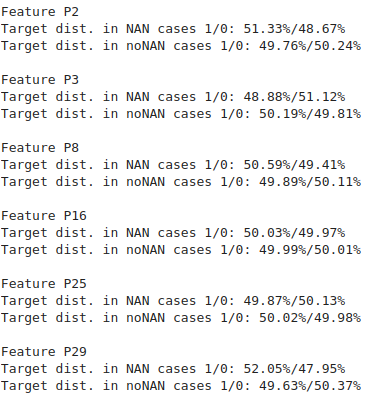 Feature P2
Target dist. in NAN cases 1/0: 51.33%/48.67%
Target dist. in noNAN cases 1/0: 49.76%/50.24%
Feature P3
Target dist. in NAN cases 1/0: 48.88%/51.12%
Target dist. in noNAN cases 1/0: 50.19%/49.81%
Feature P8
Target dist. in NAN cases 1/0: 50.59%/49.41%
Target dist. in noNAN cases 1/0: 49.89%/50.11%
Feature P16
Target dist. in NAN cases 1/0: 50.03%/49.97%
Target dist. in noNAN cases 1/0: 49.99%/50.01%
Feature P25
Target dist. in NAN cases 1/0: 49.87%/50.13%
Target dist. in noNAN cases 1/0: 50.02%/49.98%
Feature P29
Target dist. in NAN cases 1/0: 52.05%/47.95%
Target dist. in noNAN cases 1/0: 49.63%/50.37%